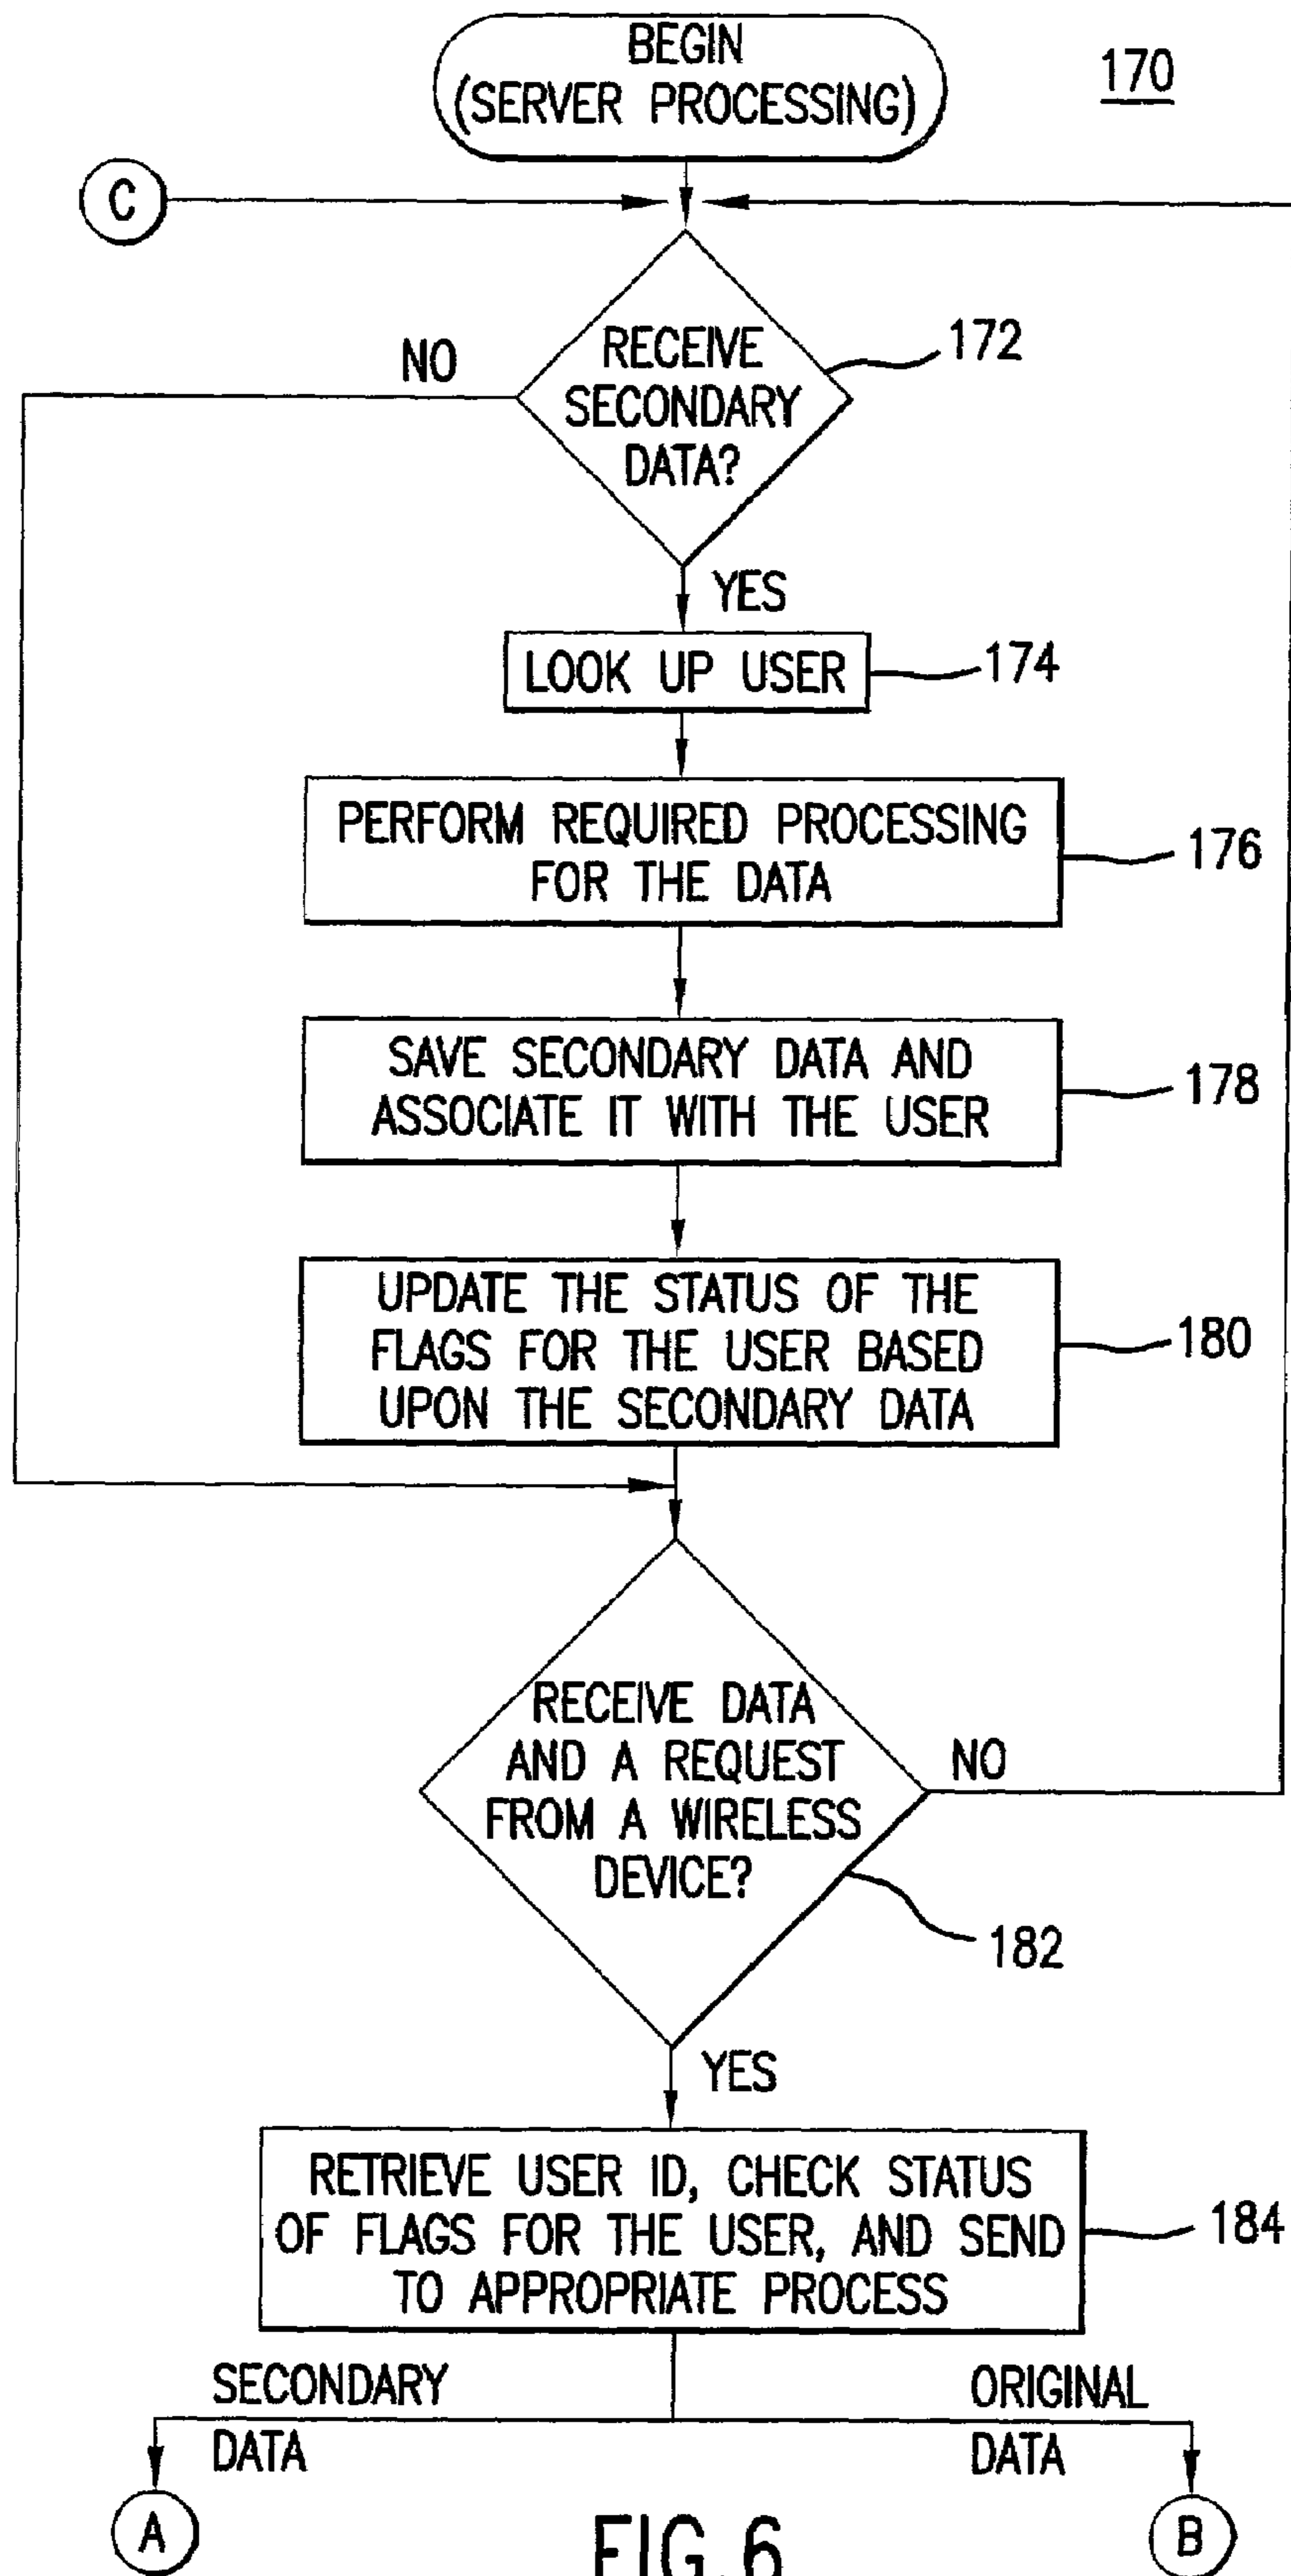 BEGIN
(SERVER PROCESSING)
170
C
RECEIVE
SECONDARY
DATA?
172
NO
YES
LOOK UP USER
174
PERFORM REQUIRED PROCESSING
FOR THE DATA
176
SAVE SECONDARY DATA AND
ASSOCIATE IT WITH THE USER
178
UPDATE THE STATUS OF THE
FLAGS FOR THE USER BASED
UPON THE SECONDARY DATA
180
RECEIVE DATA
AND A REQUEST
FROM A WIRELESS
DEVICE?
NO
182
YES
RETRIEVE USER ID, CHECK STATUS
OF FLAGS FOR THE USER, AND SEND
TO APPROPRIATE PROCESS
184
SECONDARY
DATA
ORIGINAL
DATA
A
B
FIG.6